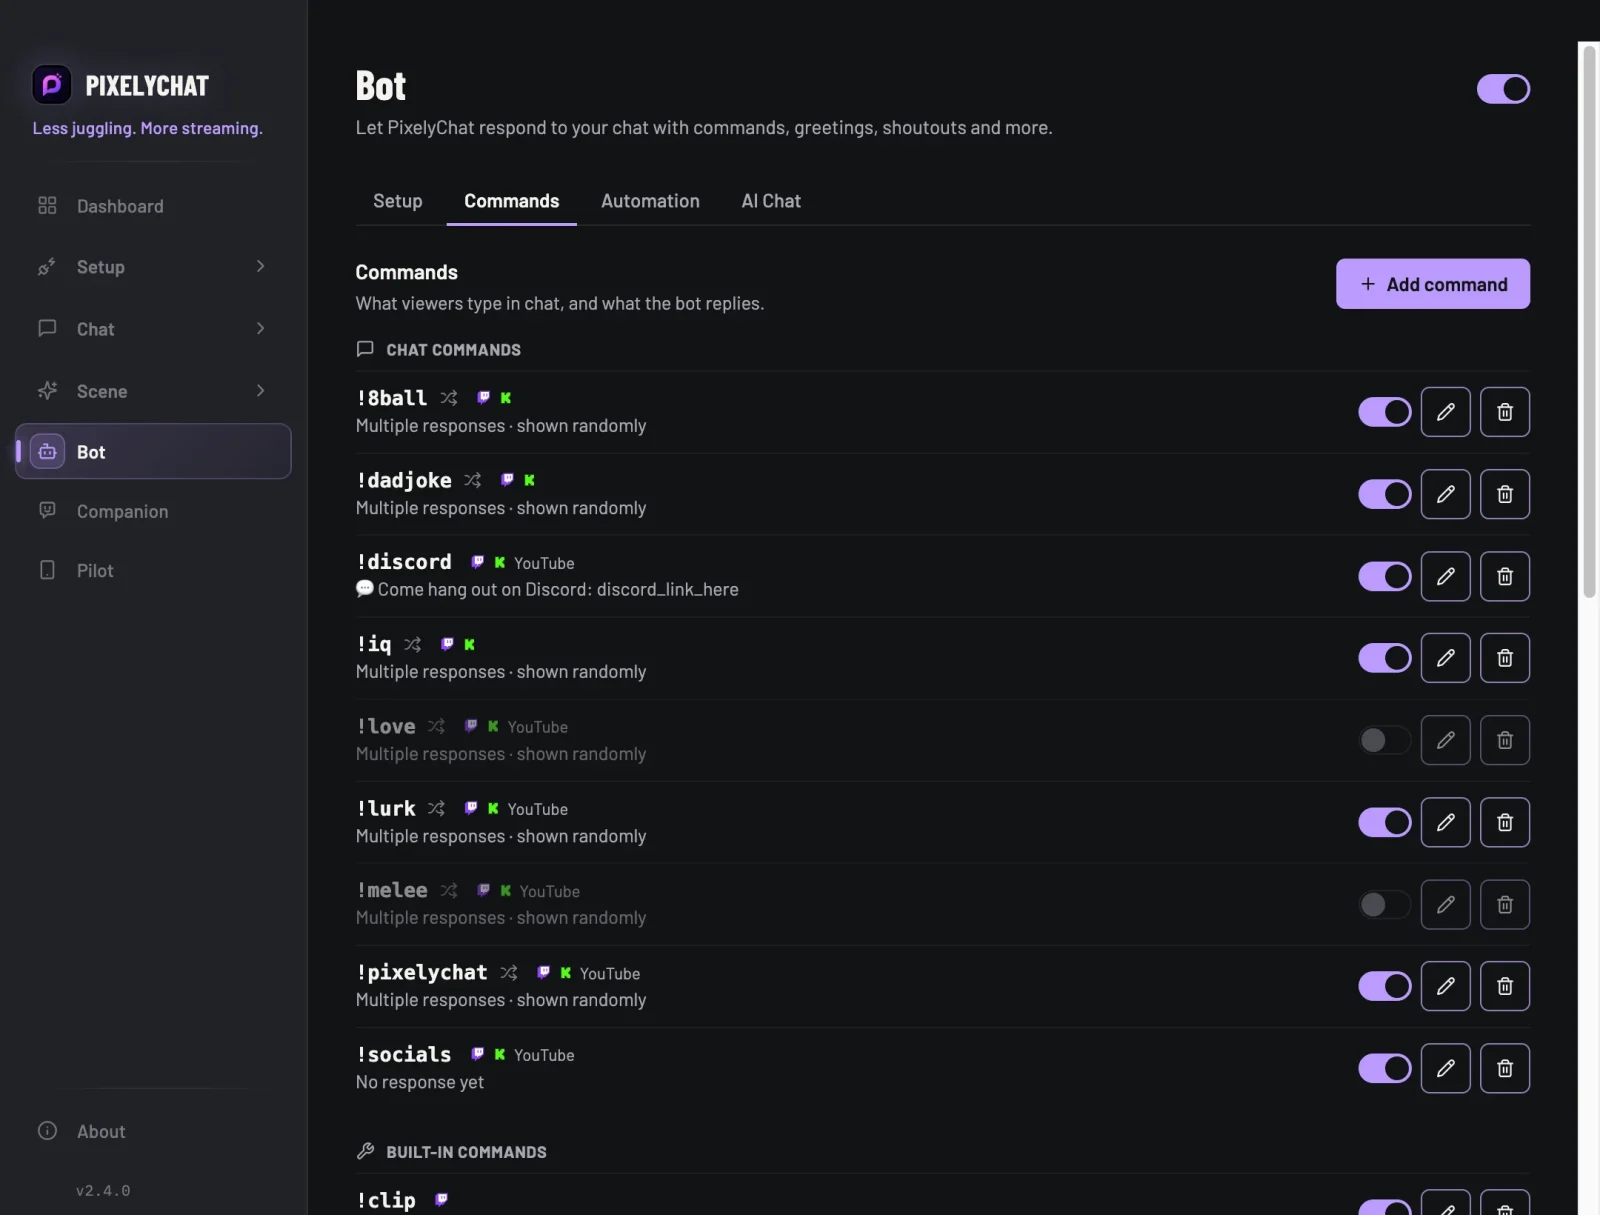 PIXELYCHAT
Less juggling. More streaming.
Dashboard
Setup
Chat
Scene
Bot
Companion
Pilot
About
v2.4.0
Bot
Let PixelyChat respond to your chat with commands, greetings, shoutouts and more.
Setup Commands Automation AI Chat
Commands
What viewers type in chat, and what the bot replies.
+ Add command
CHAT COMMANDS
!8ball
Multiple responses · shown randomly
!dadjoke
Multiple responses · shown randomly
!discord YouTube
💬 Come hang out on Discord: discord_link_here
!iq
Multiple responses · shown randomly
!love YouTube
Multiple responses · shown randomly
!lurk YouTube
Multiple responses · shown randomly
!melee YouTube
Multiple responses · shown randomly
!pixelychat YouTube
Multiple responses · shown randomly
!socials YouTube
No response yet
BUILT-IN COMMANDS
!clip